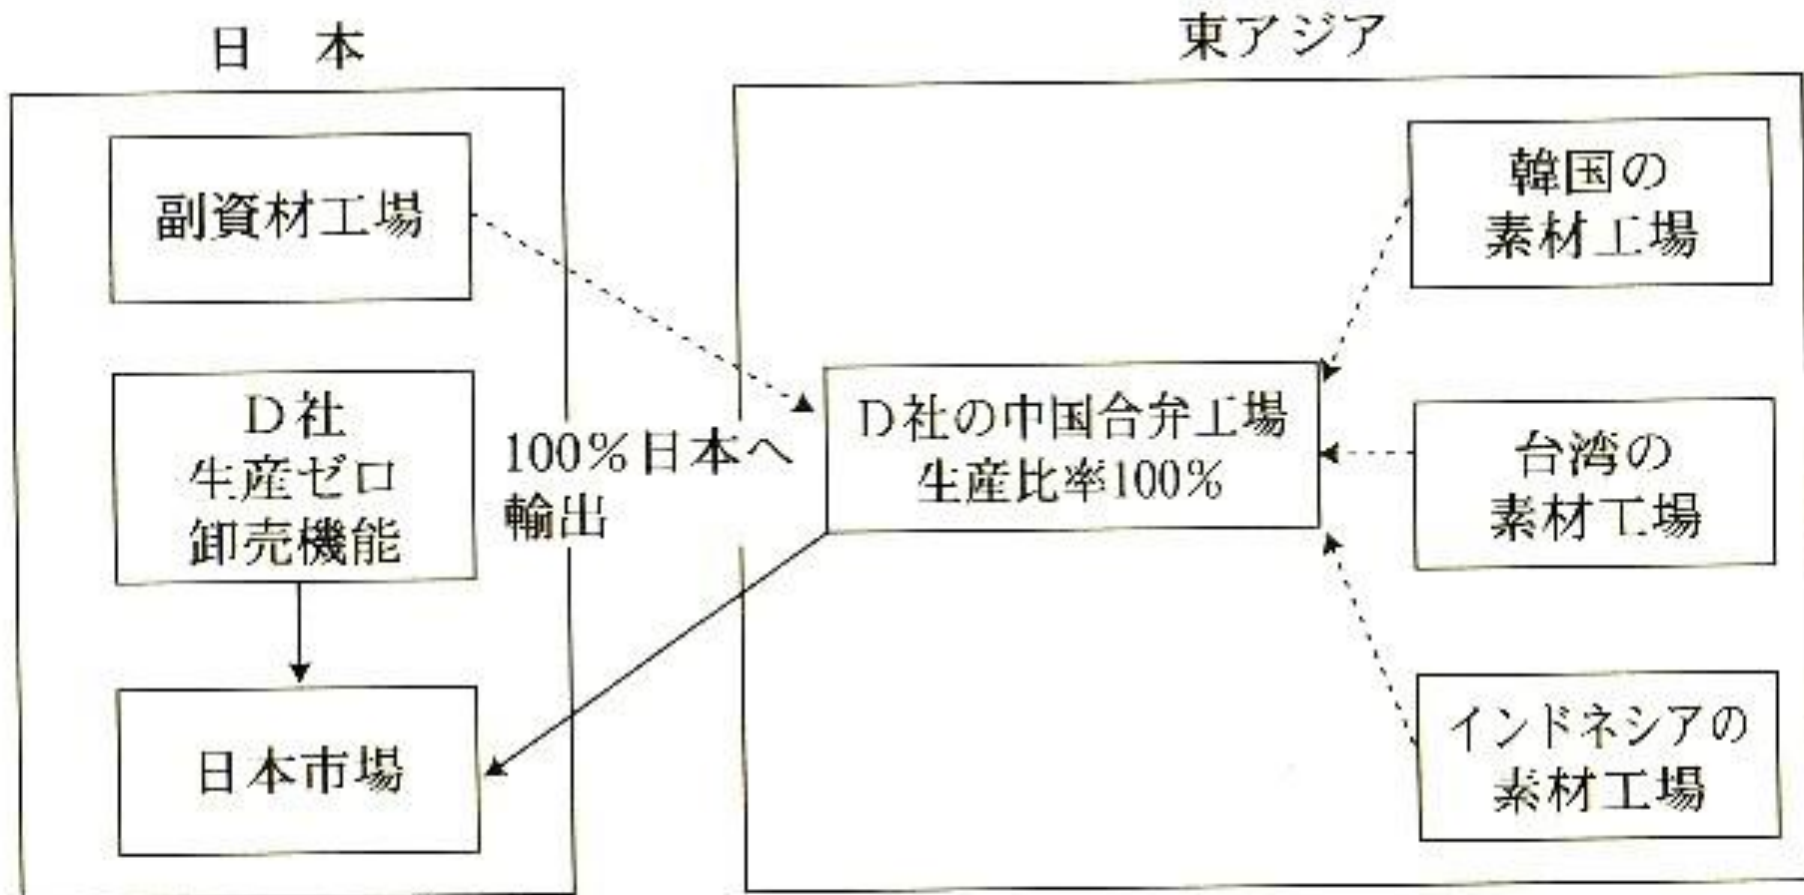 日 本
東アジア
副資材工場
D社
生産ゼロ
卸売機能
日本市場
100%日本へ
輸出
D社の中国合弁工場
生産比率100%
韓国の
素材工場
台湾の
素材工場
インドネシアの
素材工場